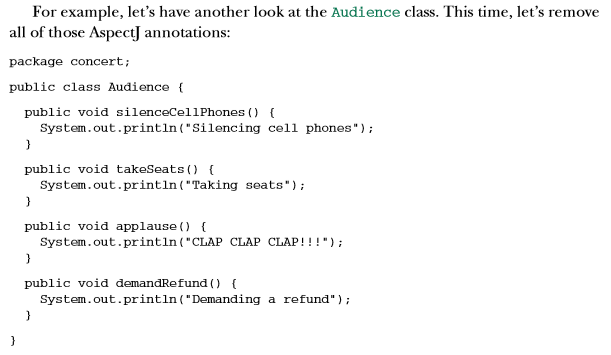 For example, let's have another look at the Audience class. This time, let's remove
all of those AspectJ annotations:
package concert;
public class Audience {
public void silenceCellPhones() {
System.out.println("Silencing cell phones");
}
public void takeSeats() {
System.out.println("Taking seats");
}
public void applause() {
System.out.println("CLAP CLAP CLAP!!!");
}
public void demandRefund() {
System.out.println("Demanding a refund");
}
}